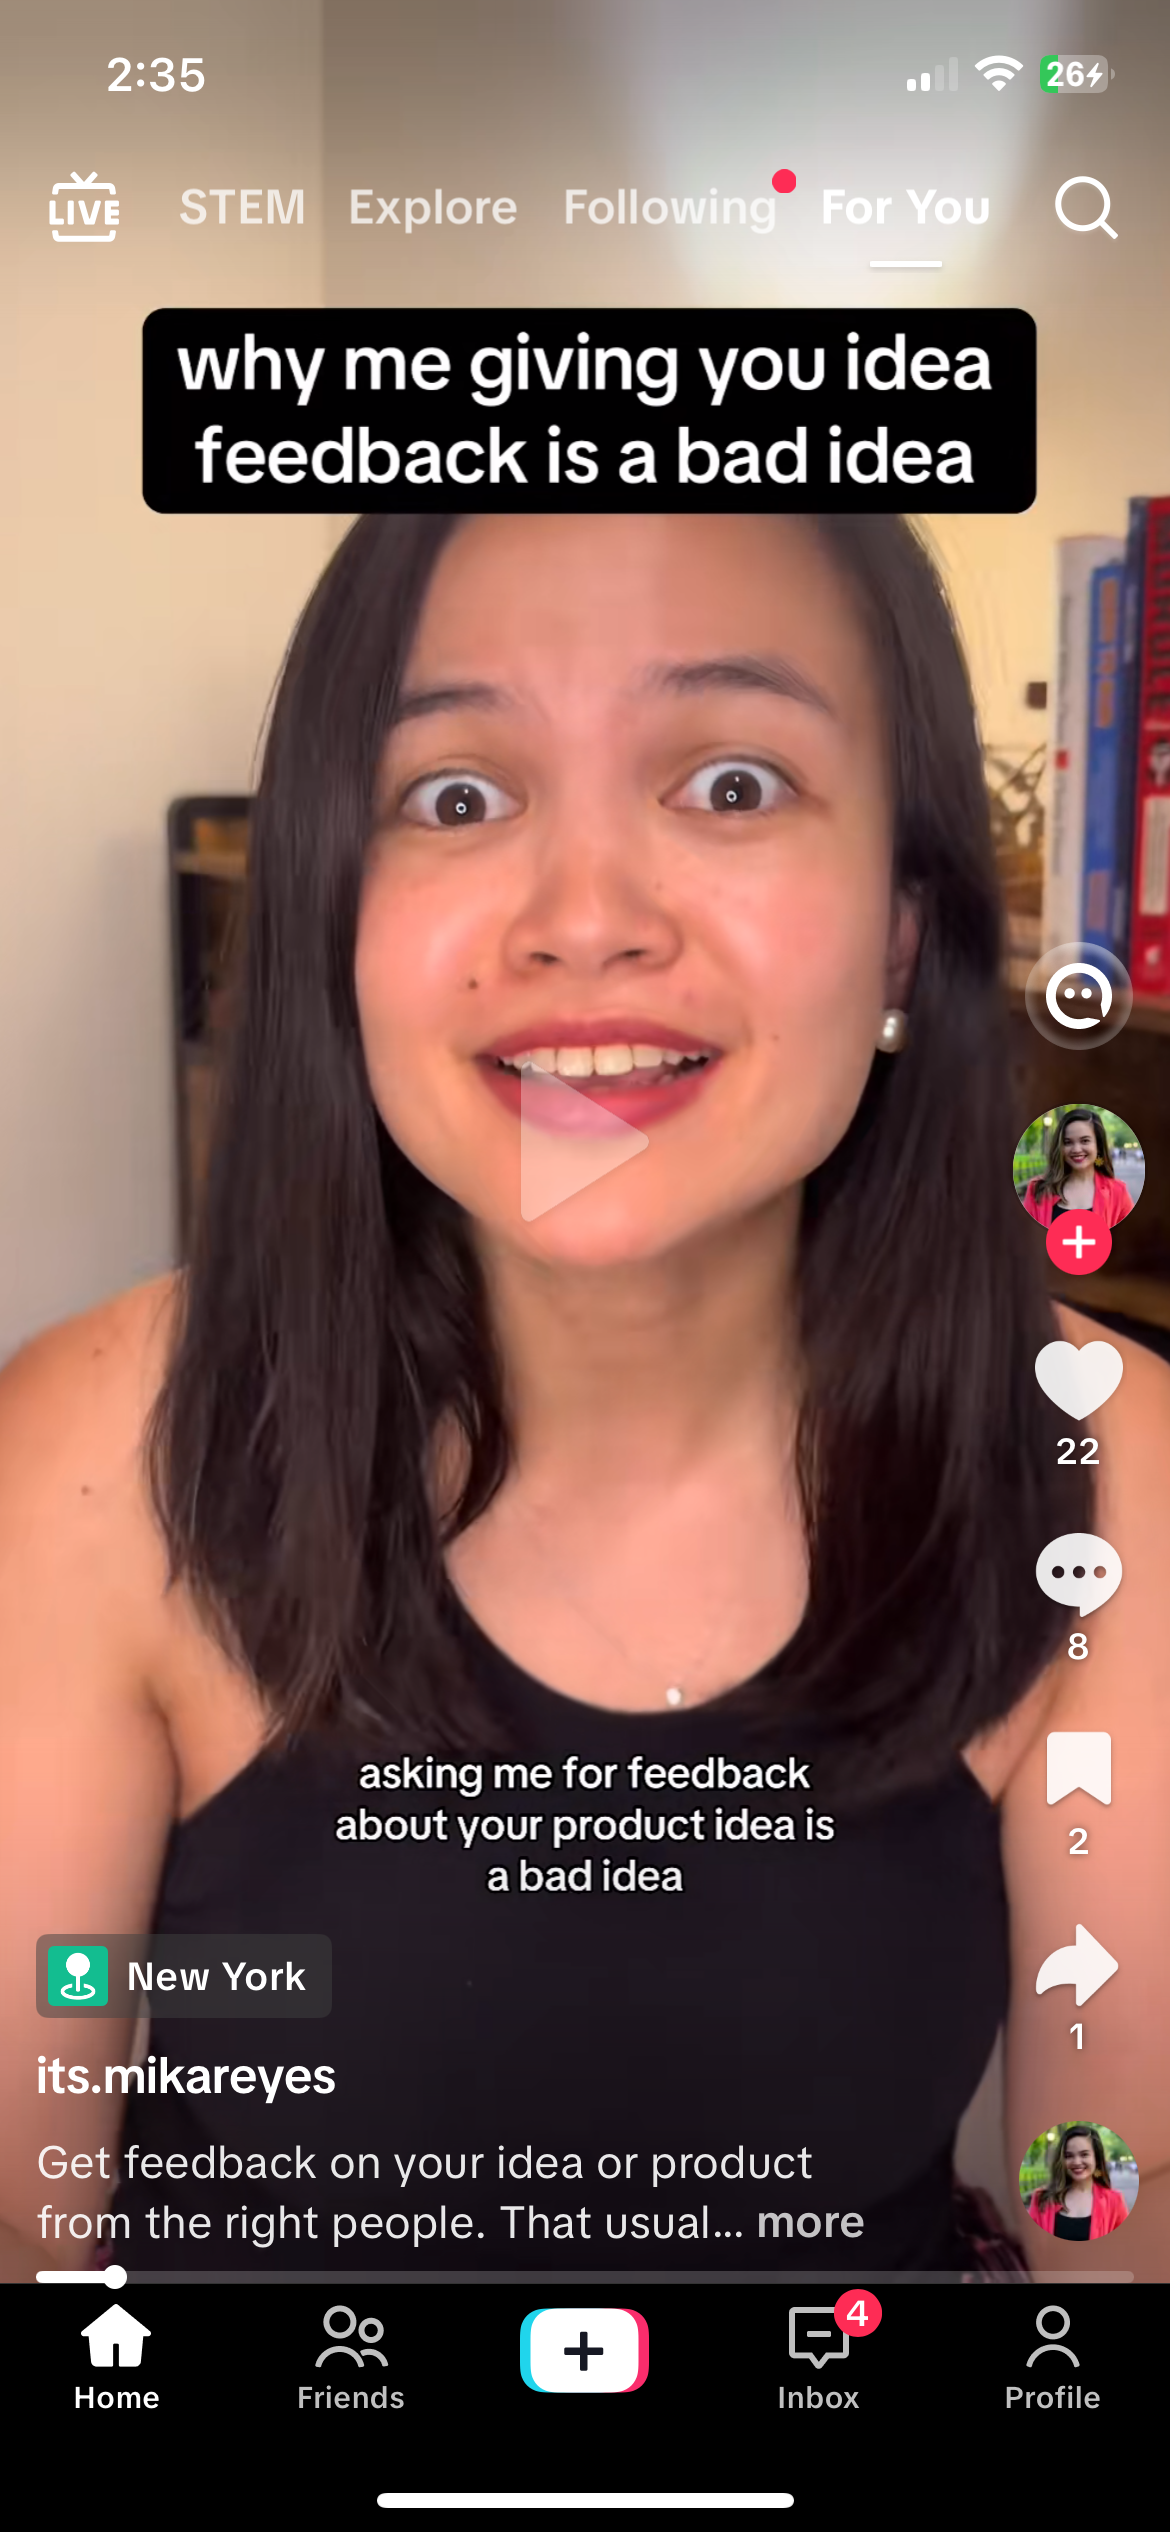 2:35
26
LIVE
STEM Explore Following For You
why me giving you idea
feedback is a bad idea
22
8
asking me for feedback
about your product idea is
a bad idea
2
New York
1
its.mikareyes
Get feedback on your idea or product
from the right people. That usual... more
4
Home Friends Inbox Profile